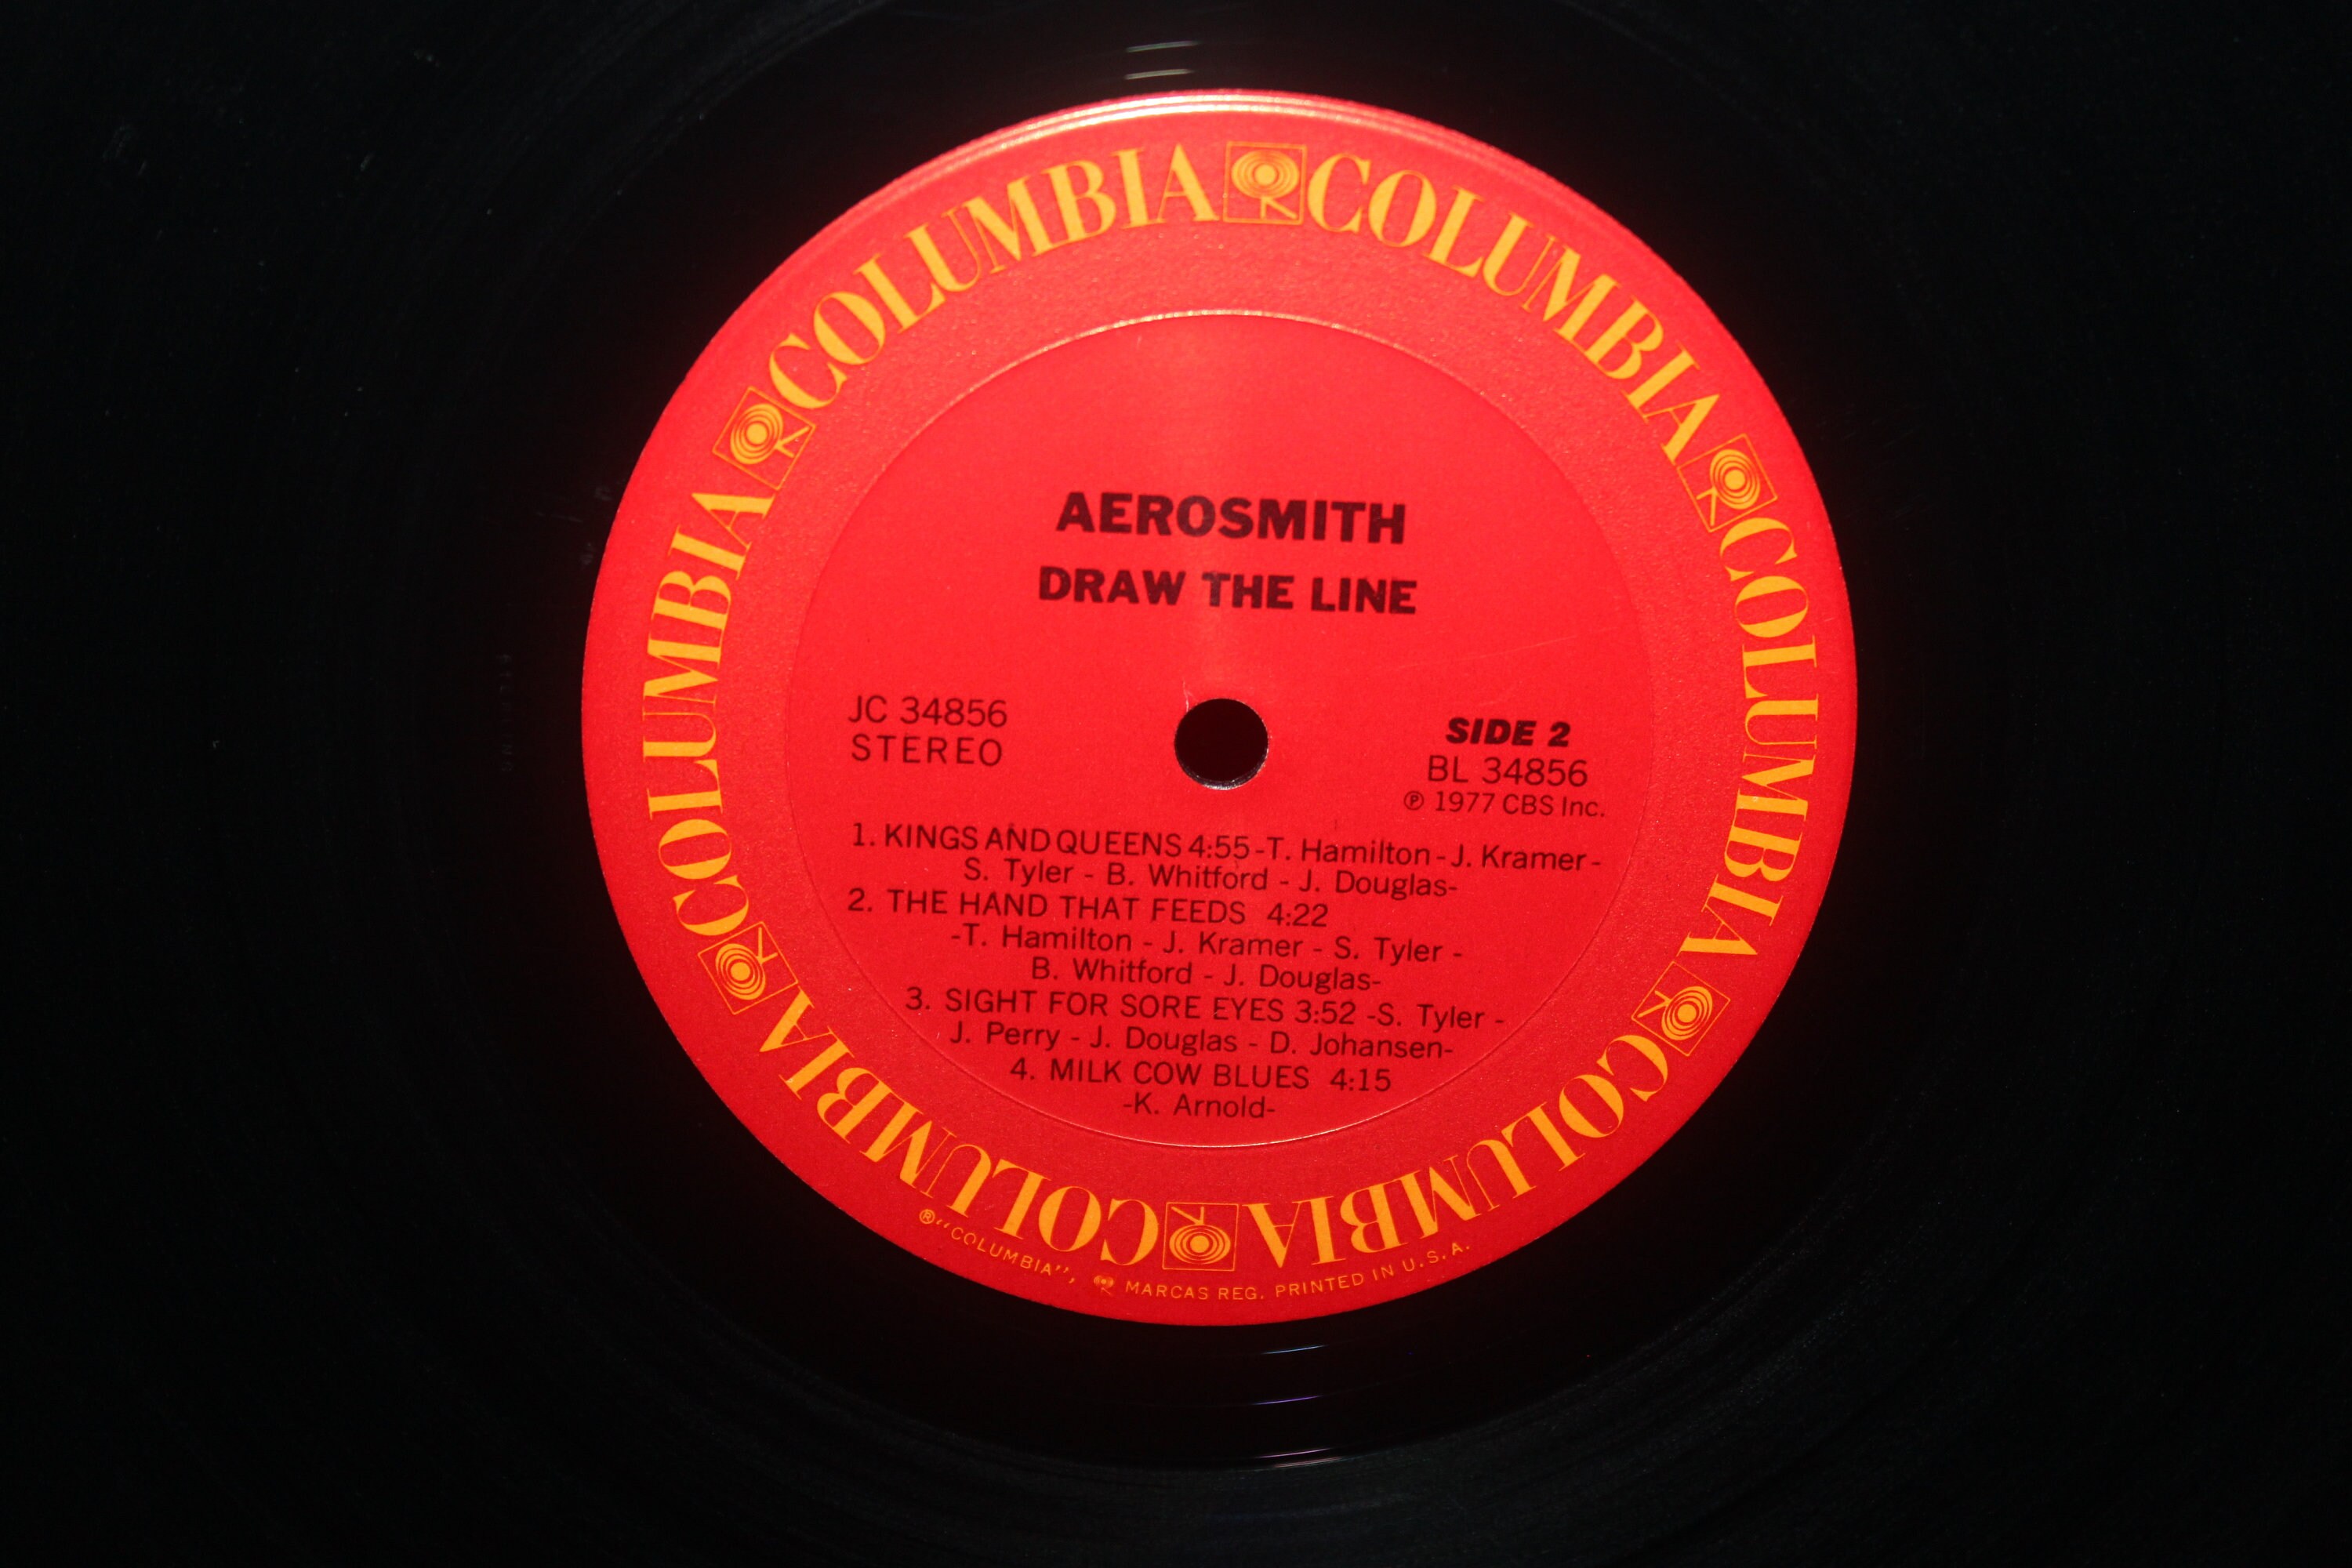 COLUMBIA COLUMBIA COLUMBIA COLUMBIA COLUMBIA COLUMBIA
AEROSMITH
DRAW THE LINE
JC 34856
STEREO
SIDE 2
BL 34856
℗ 1977 CBS Inc.
1. KINGS AND QUEENS 4:55 -T. Hamilton - J. Kramer -
S. Tyler - B. Whitford - J. Douglas-
2. THE HAND THAT FEEDS 4:22
-T. Hamilton - J. Kramer - S. Tyler -
B. Whitford - J. Douglas-
3. SIGHT FOR SORE EYES 3:52 -S. Tyler -
J. Perry - J. Douglas - D. Johansen-
4. MILK COW BLUES 4:15
-K. Arnold-
® "COLUMBIA", MARCAS REG. PRINTED IN U.S.A.